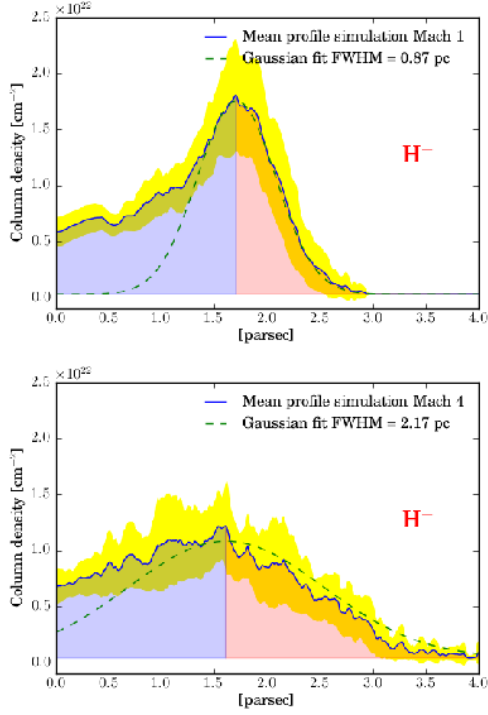 ×10²²
2.5
Mean profile simulation Mach 1
Gaussian fit FWHM = 0.87 pc
2.0
H⁻
1.5
1.0
0.5
0.0
Column density [cm⁻²]
0.0 0.5 1.0 1.5 2.0 2.5 3.0 3.5 4.0
[parsec]
×10²²
2.5
Mean profile simulation Mach 4
Gaussian fit FWHM = 2.17 pc
2.0
H⁻
1.5
1.0
0.5
0.0
Column density [cm⁻²]
0.0 0.5 1.0 1.5 2.0 2.5 3.0 3.5 4.0
[parsec]